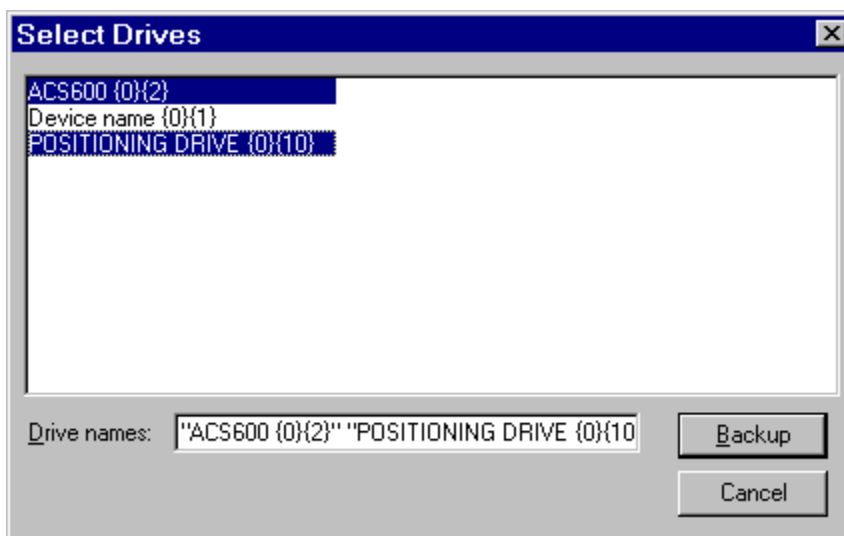 Select Drives
ACS600 {0}{2}
Device name {0}{1}
POSITIONING DRIVE {0}{10}
Drive names: "ACS600 {0}{2}" "POSITIONING DRIVE {0}{10
Backup
Cancel